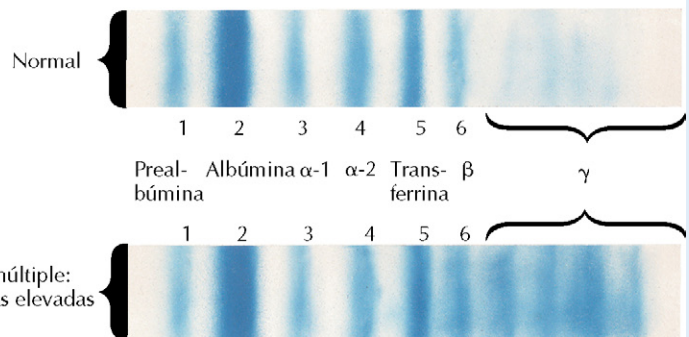 Normal
1 2 3 4 5 6
Preal- Albúmina α-1 α-2 Trans- β γ
búmina ferrina
1 2 3 4 5 6
múltiple:
elevadas